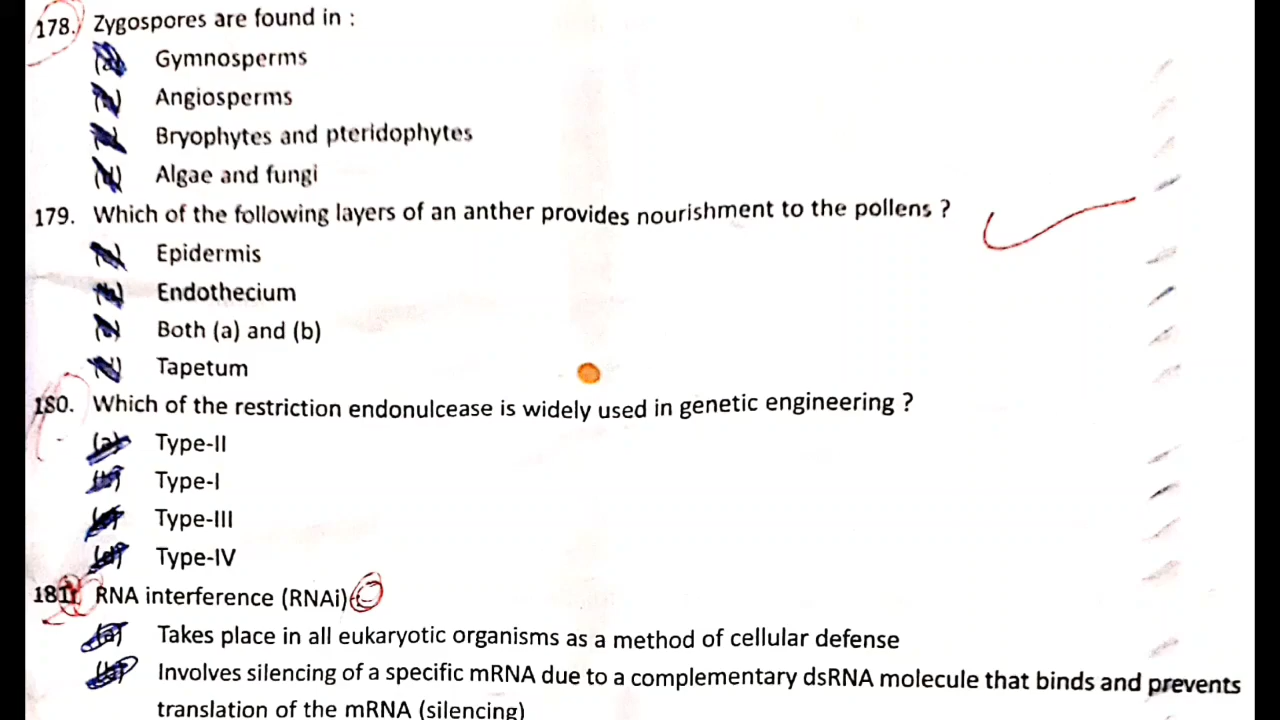 178. Zygospores are found in :
(a) Gymnosperms
Angiosperms
Bryophytes and pteridophytes
Algae and fungi
179. Which of the following layers of an anther provides nourishment to the pollens ?
Epidermis
Endothecium
Both (a) and (b)
Tapetum
180. Which of the restriction endonulcease is widely used in genetic engineering ?
(a) Type-II
(b) Type-I
Type-III
(d) Type-IV
181. RNA interference (RNAi)
(a) Takes place in all eukaryotic organisms as a method of cellular defense
(b) Involves silencing of a specific mRNA due to a complementary dsRNA molecule that binds and prevents
translation of the mRNA (silencing)